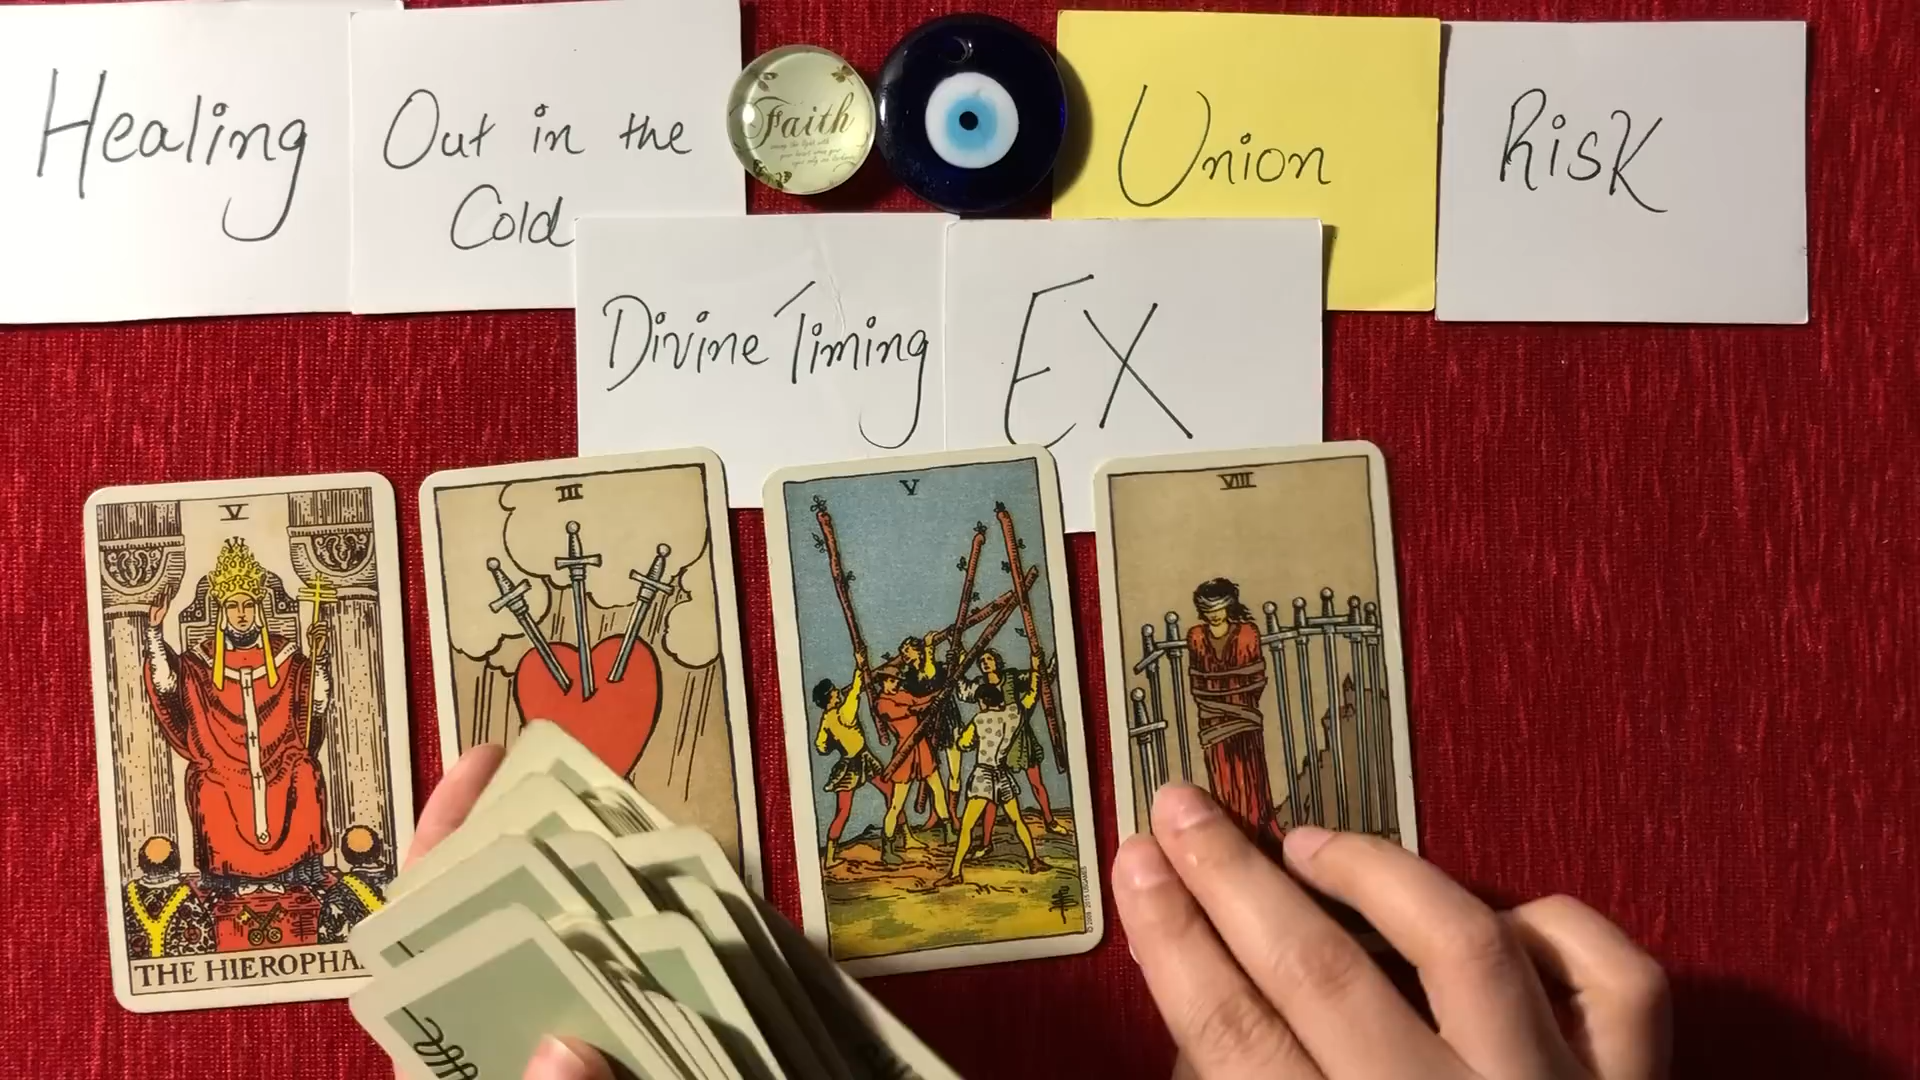 Healing
Out in the
Cold
Faith
Union
Risk
Divine Timing
EX
V
III
V
VIII
THE HIEROPHA